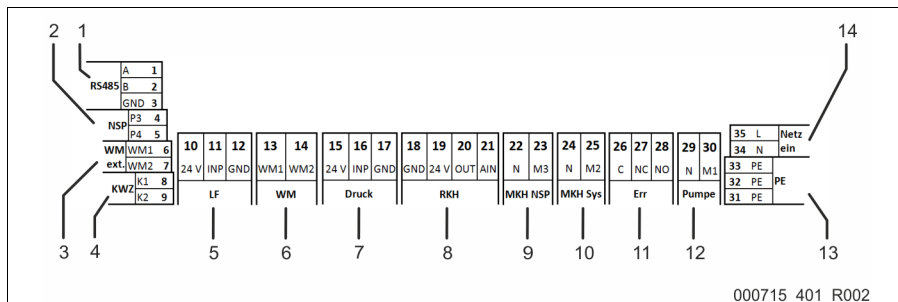 2 1 14
A 1
RS485 B 2
GND 3
NSP P3 4
P4 5
WM WM1 6
ext. WM2 7
KWZ K1 8
K2 9
10 11 12 13 14 15 16 17 18 19 20 21 22 23 24 25 26 27 28 29 30
24 V INP GND WM1 WM2 24 V INP GND GND 24 V OUT AIN N M3 N M2 C NC NO N M1
LF WM Druck RKH MKH NSP MKH Sys Err Pumpe
35 L Netz
34 N ein
33 PE
32 PE PE
31 PE
3 4 5 6 7 8 9 10 11 12 13
000715_401_R002